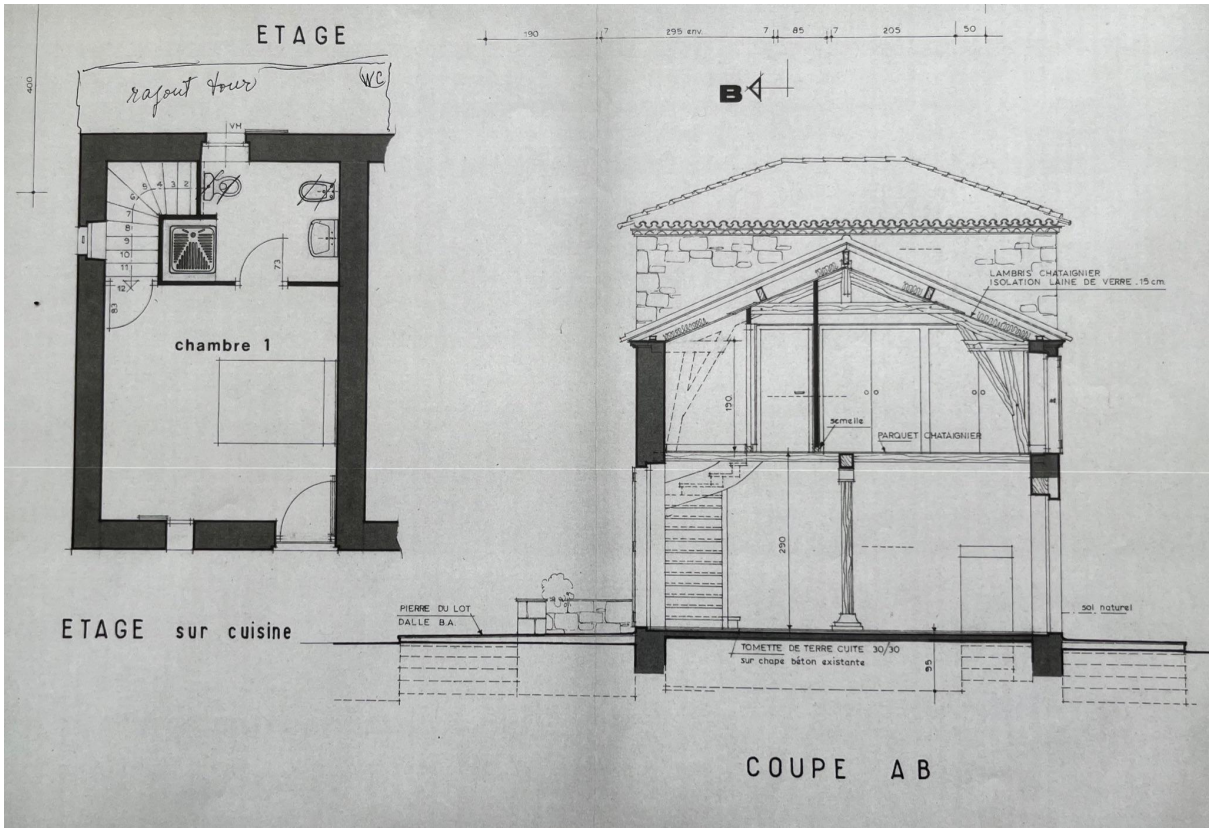 ETAGE
190 7 295 env. 7 85 7 205 50
400
rajout tour
WC
B
VH
5 4 3 2
6
7
8
9
10
11
12
73
83
chambre 1
LAMBRIS CHATAIGNIER
ISOLATION LAINE DE VERRE . 15 cm
190
semelle
PARQUET CHATAIGNIER
290
PIERRE DU LOT
DALLE B.A.
sol naturel
ETAGE sur cuisine
TOMETTE DE TERRE CUITE 30/30
sur chape béton existante
95
COUPE AB